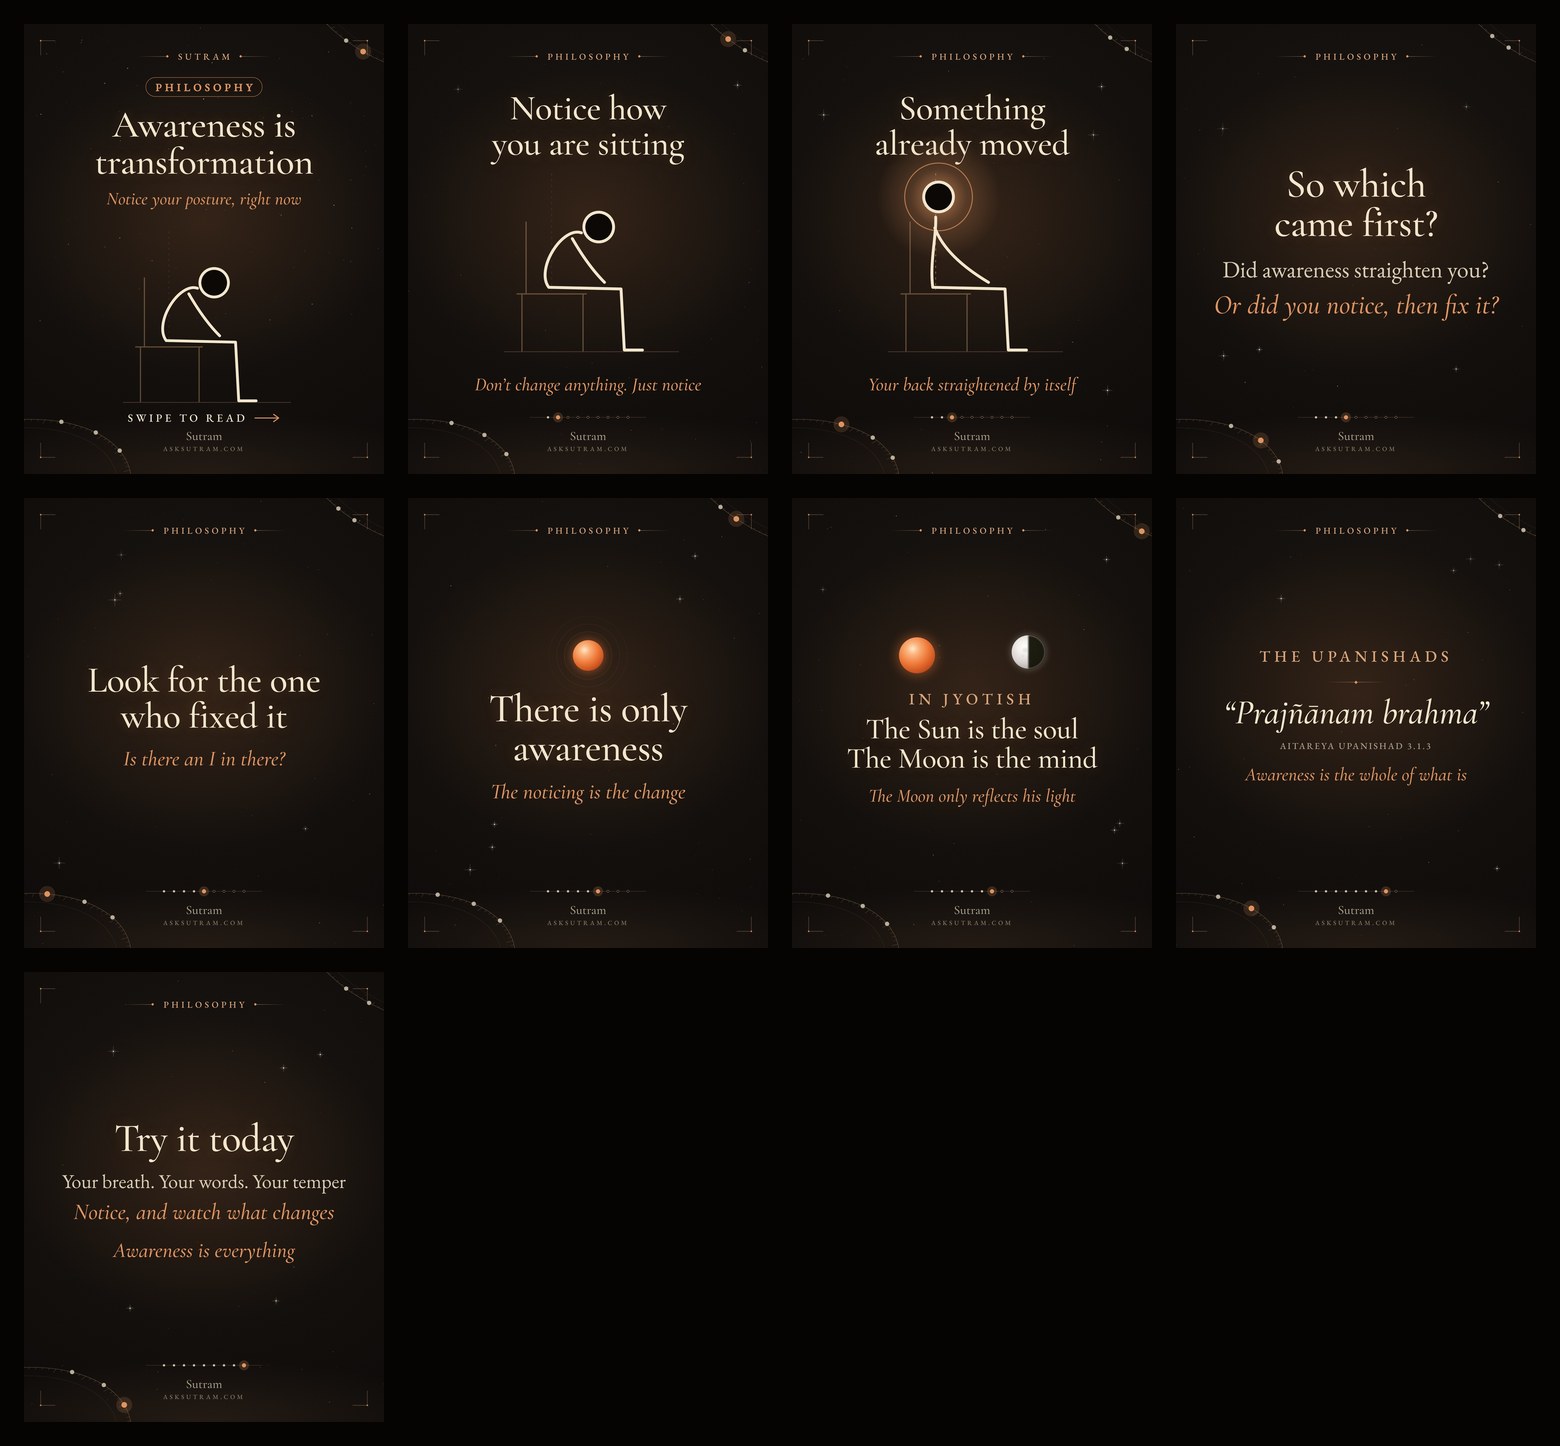 SUTRAM
PHILOSOPHY
Awareness is
transformation
Notice your posture, right now
SWIPE TO READ
Sutram
ASKSUTRAM.COM
PHILOSOPHY
Notice how
you are sitting
Don't change anything. Just notice
Sutram
ASKSUTRAM.COM
PHILOSOPHY
Something
already moved
Your back straightened by itself
Sutram
ASKSUTRAM.COM
PHILOSOPHY
So which
came first?
Did awareness straighten you?
Or did you notice, then fix it?
Sutram
ASKSUTRAM.COM
PHILOSOPHY
Look for the one
who fixed it
Is there an I in there?
Sutram
ASKSUTRAM.COM
PHILOSOPHY
There is only
awareness
The noticing is the change
Sutram
ASKSUTRAM.COM
PHILOSOPHY
IN JYOTISH
The Sun is the soul
The Moon is the mind
The Moon only reflects his light
Sutram
ASKSUTRAM.COM
PHILOSOPHY
THE UPANISHADS
“Prajñānam brahma”
AITAREYA UPANISHAD 3.1.3
Awareness is the whole of what is
Sutram
ASKSUTRAM.COM
PHILOSOPHY
Try it today
Your breath. Your words. Your temper
Notice, and watch what changes
Awareness is everything
Sutram
ASKSUTRAM.COM